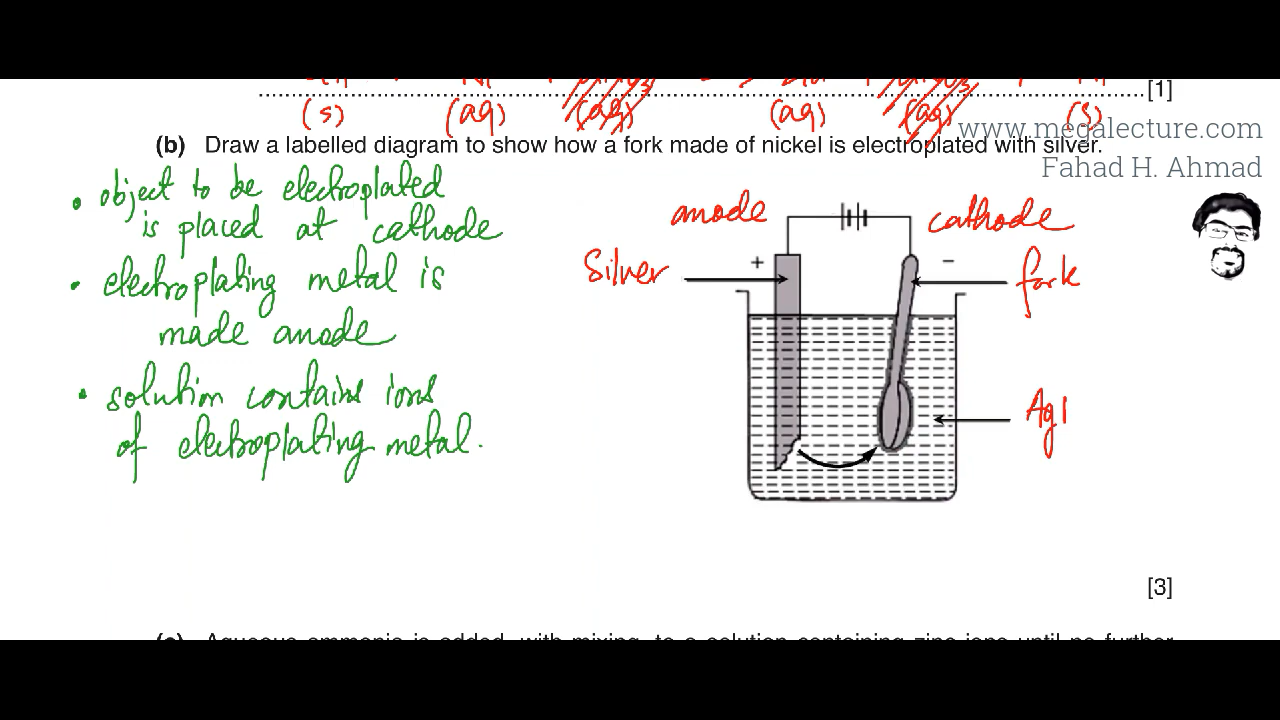 [1]
(s) (aq) (aq) (aq) (aq) (s)
www.megalecture.com
(b) Draw a labelled diagram to show how a fork made of nickel is electroplated with silver.
Fahad H. Ahmad
• object to be electroplated
is placed at cathode
• electroplating metal is
made anode
• solution contains ions
of electroplating metal.
anode
cathode
+
−
Silver
fork
Ag
[3]